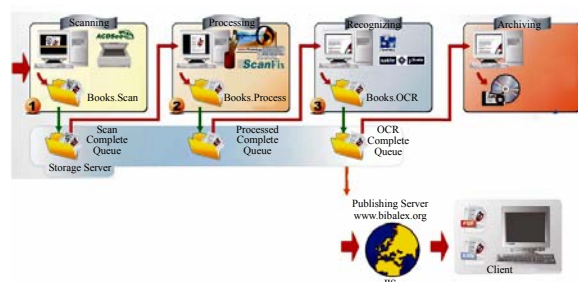 Scanning
Processing
Recognizing
Archiving
ACDSee
ScanFix
1
Books.Scan
2
Books.Process
3
Books.OCR
Scan
Complete
Queue
Processed
Complete
Queue
OCR
Complete
Queue
Storage Server
Publishing Server
www.bibalex.org
Client
IIS